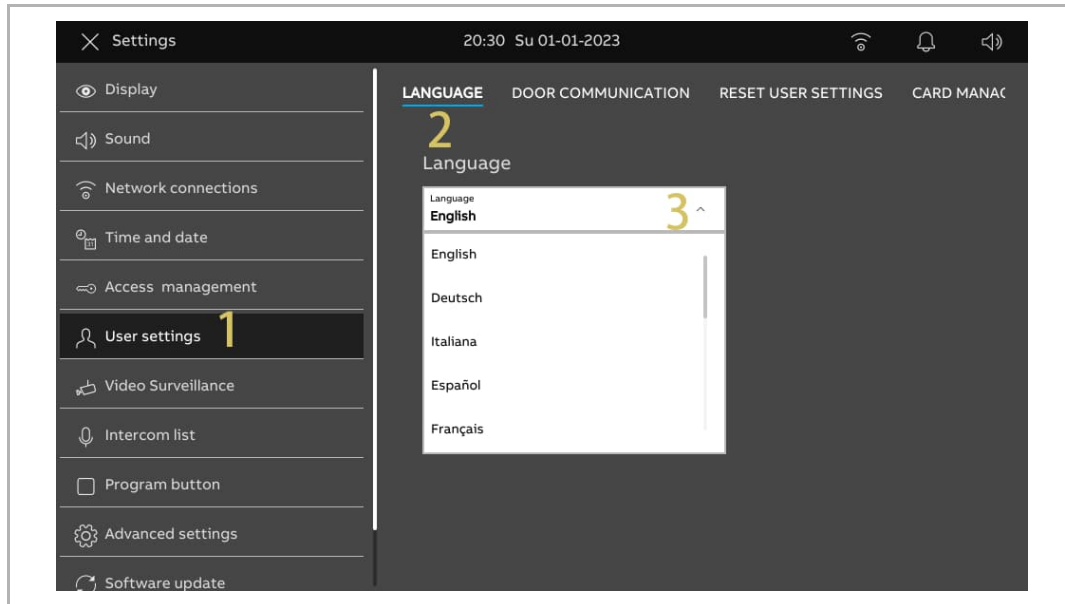 Settings
20:30 Su 01-01-2023
Display
Sound
Network connections
Time and date
Access management
User settings
1
Video Surveillance
Intercom list
Program button
Advanced settings
Software update
LANGUAGE DOOR COMMUNICATION RESET USER SETTINGS CARD MANAG
2
Language
Language
English
3
English
Deutsch
Italiana
Español
Français